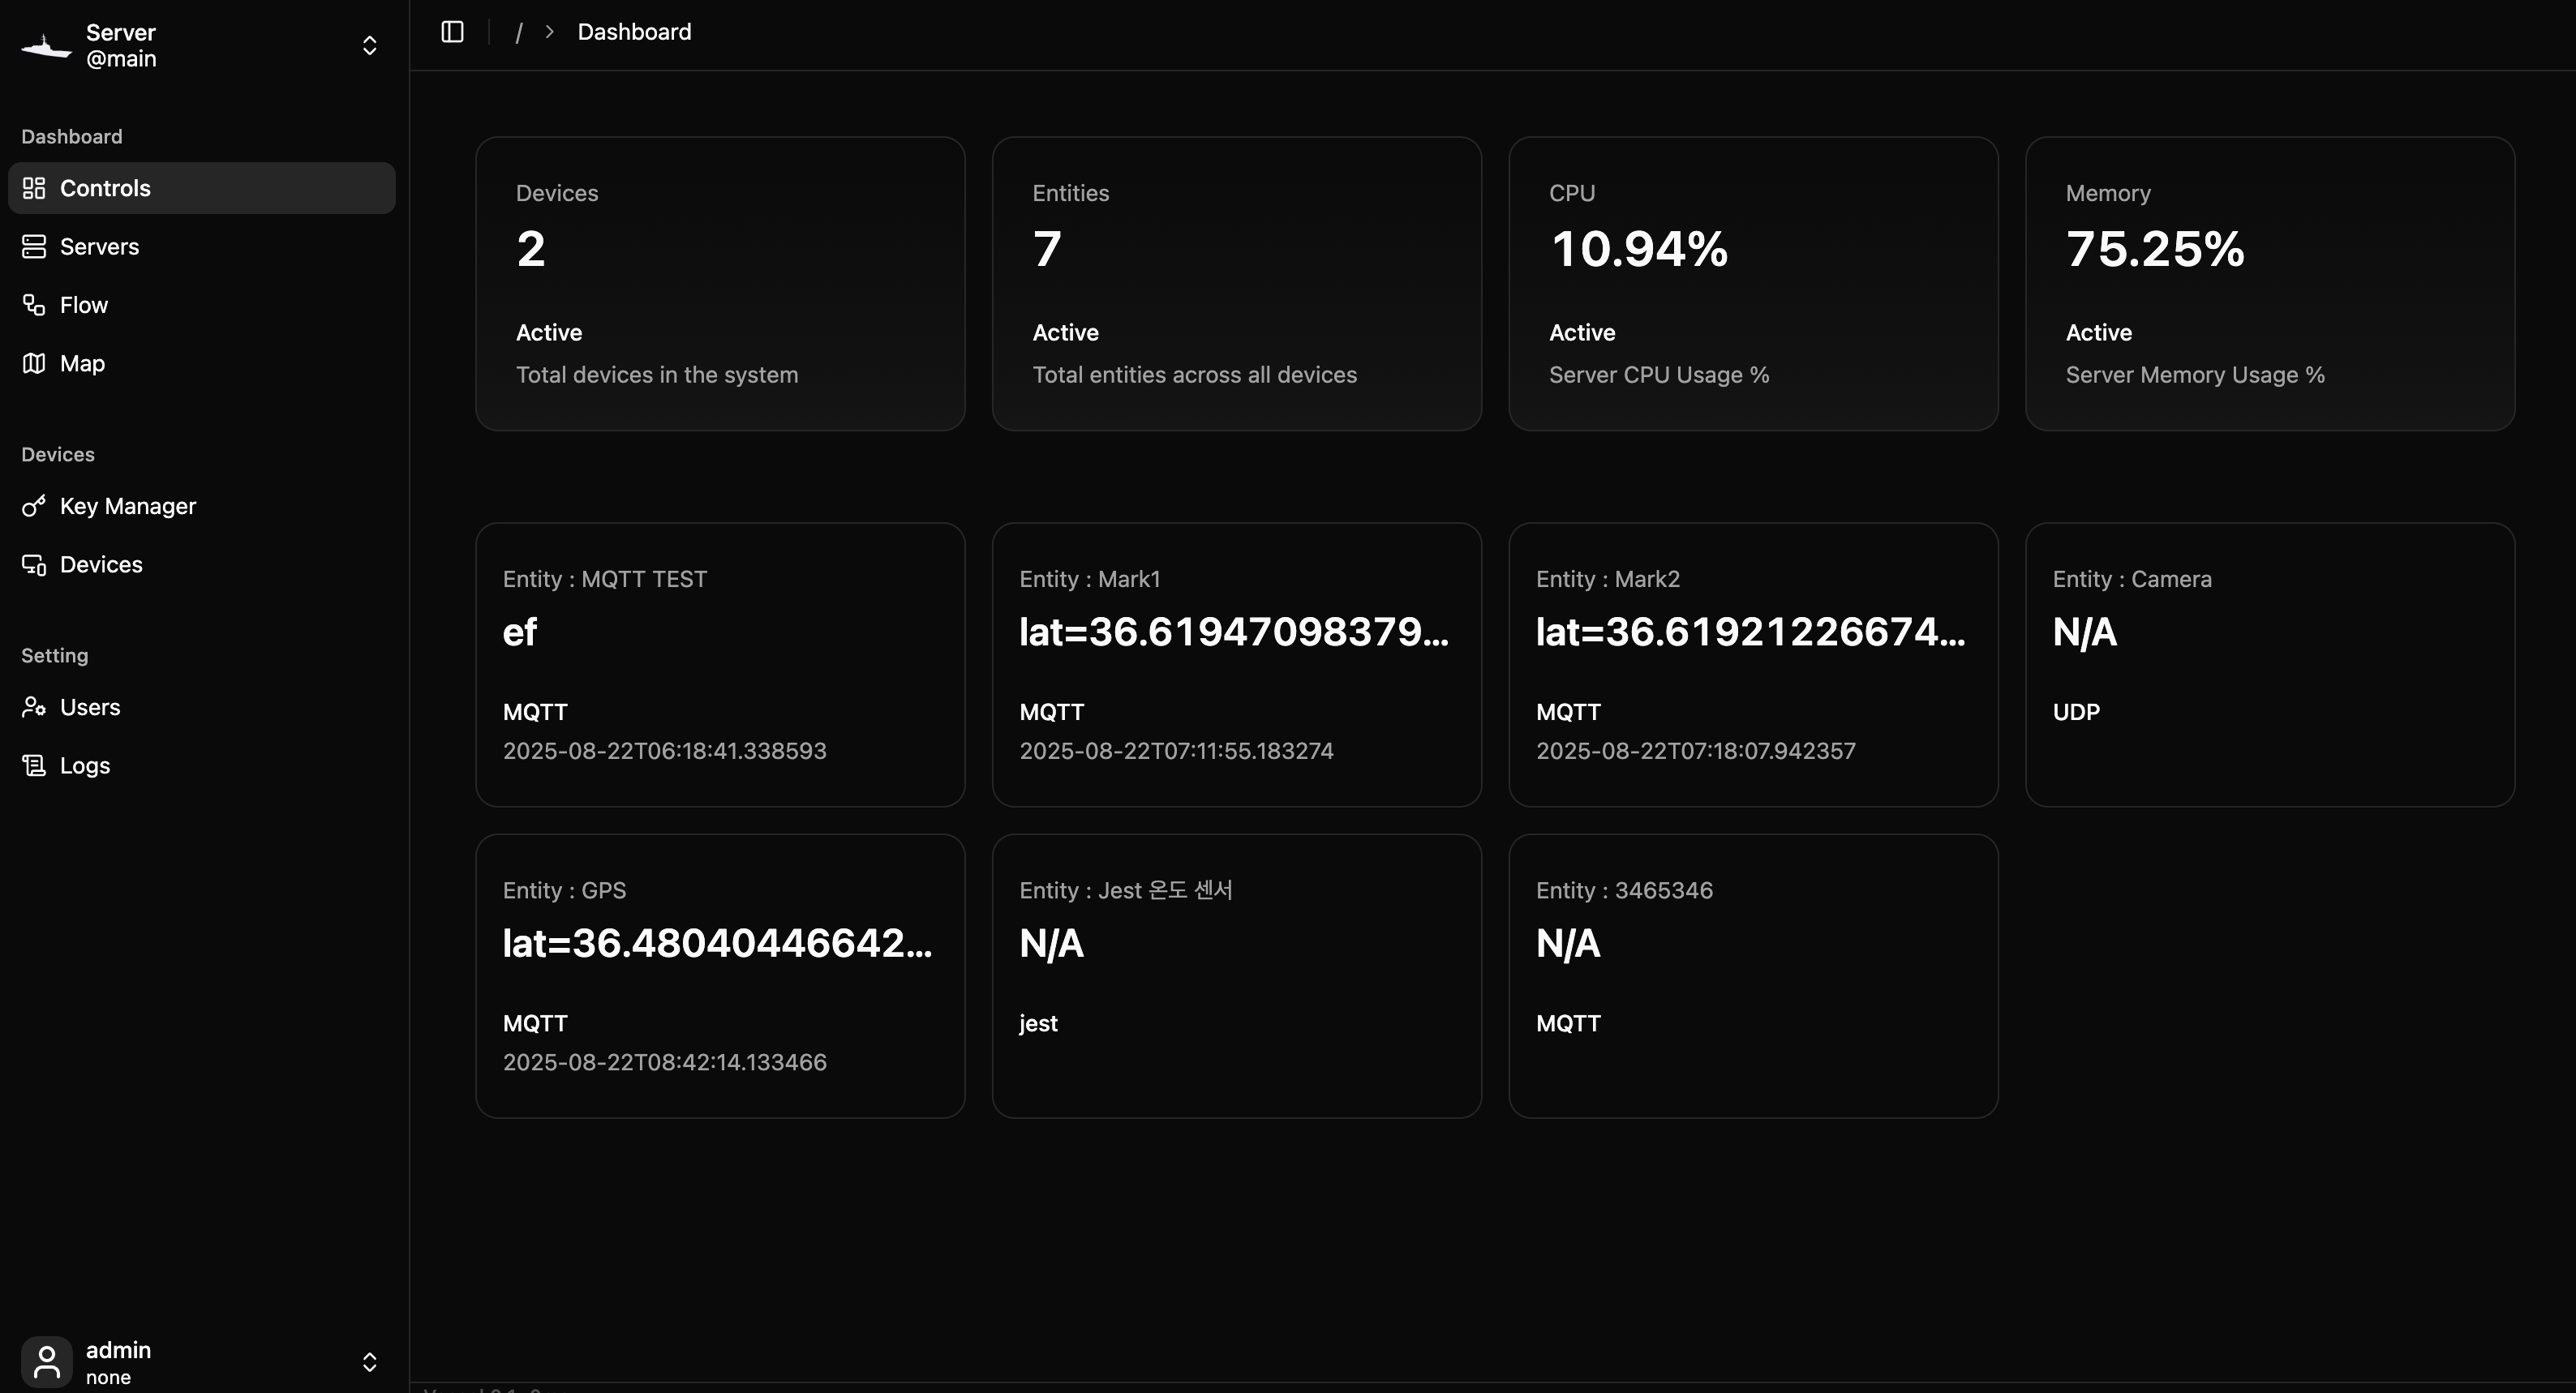 Server
@main
Dashboard
Controls
Servers
Flow
Map
Devices
Key Manager
Devices
Setting
Users
Logs
admin
none
/ > Dashboard
Devices
2
Active
Total devices in the system
Entities
7
Active
Total entities across all devices
CPU
10.94%
Active
Server CPU Usage %
Memory
75.25%
Active
Server Memory Usage %
Entity : MQTT TEST
ef
MQTT
2025-08-22T06:18:41.338593
Entity : Mark1
lat=36.61947098379...
MQTT
2025-08-22T07:11:55.183274
Entity : Mark2
lat=36.61921226674...
MQTT
2025-08-22T07:18:07.942357
Entity : Camera
N/A
UDP
Entity : GPS
lat=36.48040446642...
MQTT
2025-08-22T08:42:14.133466
Entity : Jest 온도 센서
N/A
jest
Entity : 3465346
N/A
MQTT